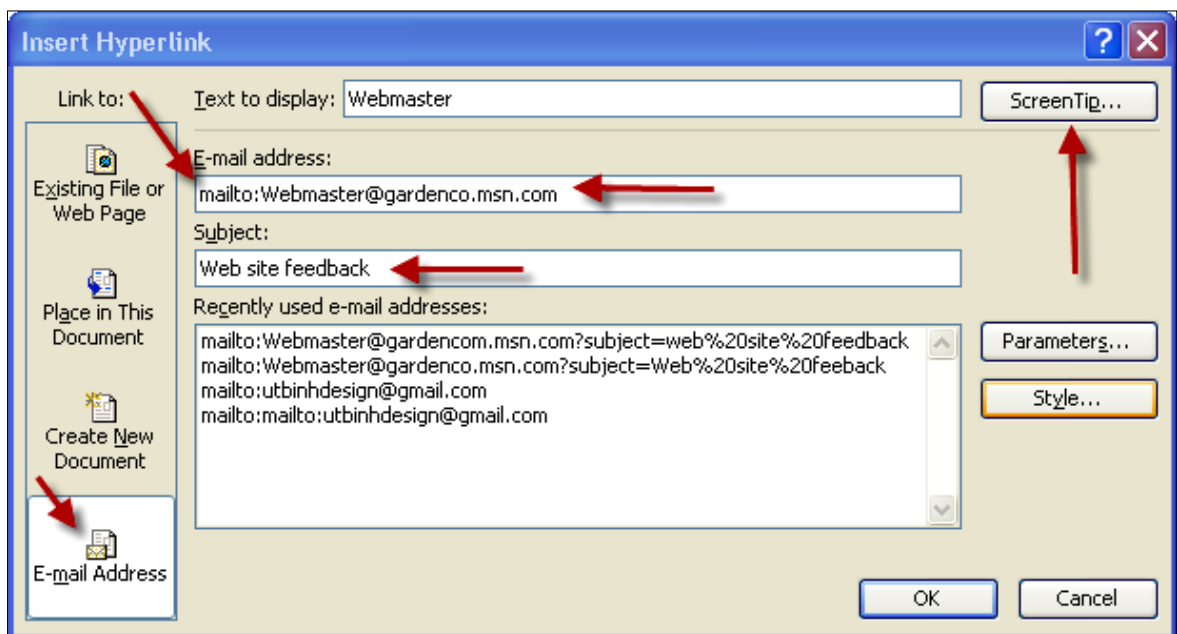 Insert Hyperlink
Link to:
Text to display: Webmaster
ScreenTip...
Existing File or
Web Page
Place in This
Document
Create New
Document
E-mail Address
E-mail address:
mailto:Webmaster@gardenco.msn.com
Subject:
Web site feedback
Recently used e-mail addresses:
mailto:Webmaster@gardencom.msn.com?subject=web%20site%20feedback
mailto:Webmaster@gardenco.msn.com?subject=Web%20site%20feeback
mailto:utbinhdesign@gmail.com
mailto:mailto:utbinhdesign@gmail.com
Parameters...
Style...
OK
Cancel